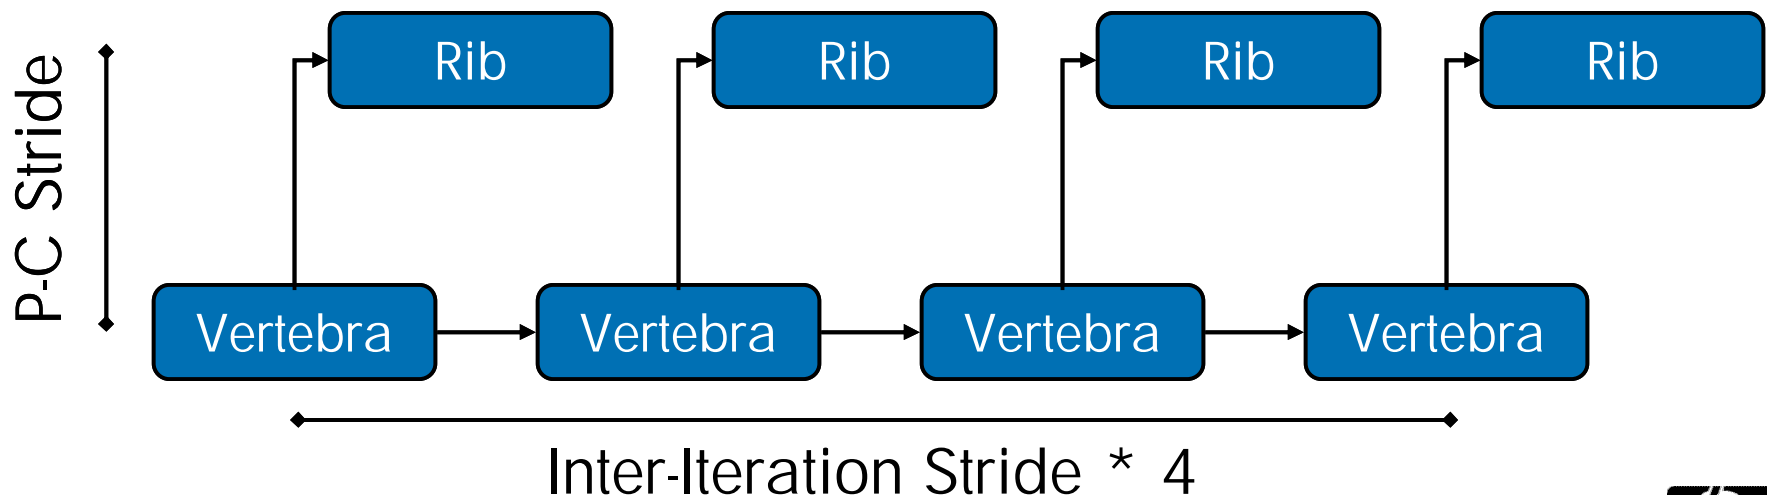 Rib
Rib
Rib
Rib
P-C Stride
Vertebra
Vertebra
Vertebra
Vertebra
Inter-Iteration Stride * 4